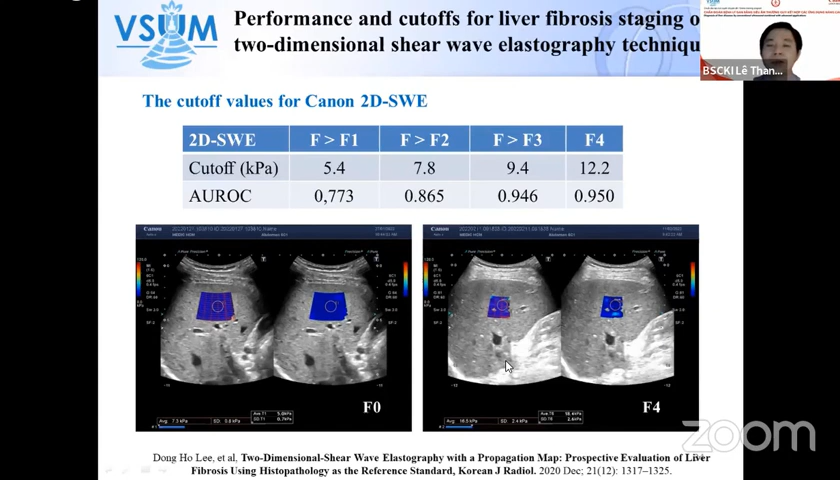 VSUM
Performance and cutoffs for liver fibrosis staging o
two-dimensional shear wave elastography techniqu
BSCKI Lê Than...
The cutoff values for Canon 2D-SWE
2D-SWE F > F1 F > F2 F > F3 F4
Cutoff (kPa) 5.4 7.8 9.4 12.2
AUROC 0,773 0.865 0.946 0.950
Canon
Canon
F0
F4
zoom
Dong Ho Lee, et al, Two-Dimensional-Shear Wave Elastography with a Propagation Map: Prospective Evaluation of Liver
Fibrosis Using Histopathology as the Reference Standard, Korean J Radiol. 2020 Dec; 21(12): 1317–1325.